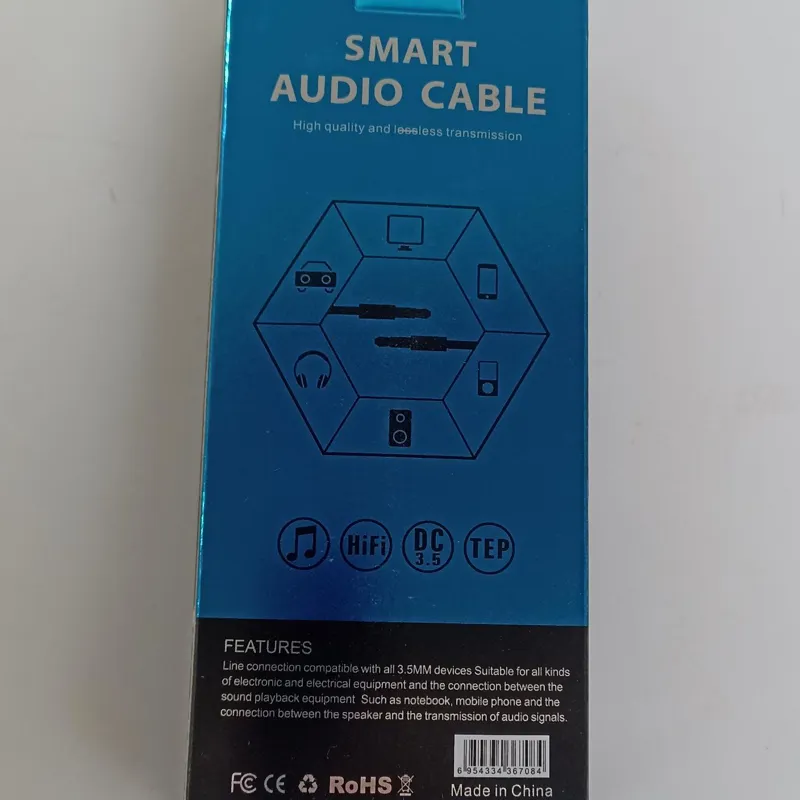 SMART
AUDIO CABLE
High quality and lossless transmission
HiFi
DC
3.5
TEP
FEATURES
Line connection compatible with all 3.5MM devices Suitable for all kinds
of electronic and electrical equipment and the connection between the
sound playback equipment Such as notebook, mobile phone and the
connection between the speaker and the transmission of audio signals.
6 954334 367084
FC CE RoHS
Made in China